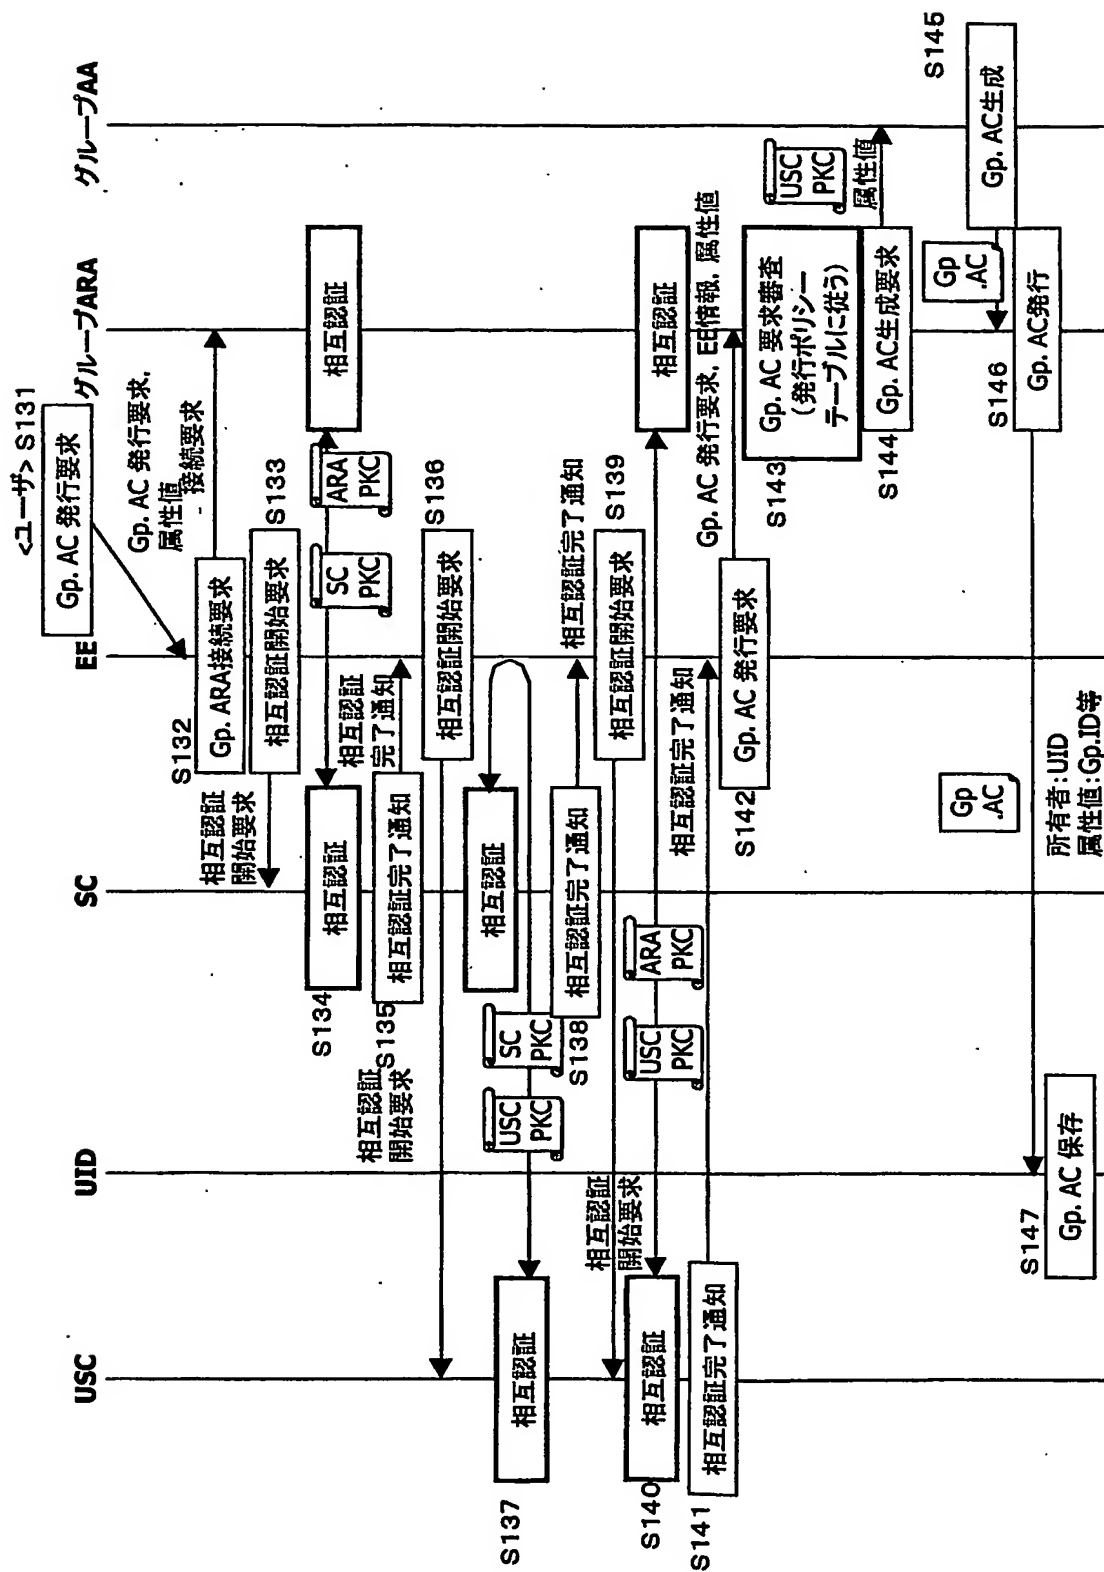 USC
UID
SC
EE
グループARA
グループAA
<ユーザ> S131
Gp. AC 発行要求
S132
Gp. ARA接続要求
Gp. AC 発行要求,
属性値
接続要求
相互認証開始要求
S133
相互認証
開始要求
S134
相互認証
SC
PKC
ARA
PKC
相互認証
S135
相互認証完了通知
相互認証
完了通知
相互認証開始要求
S136
相互認証
開始要求
S137
相互認証
USC
PKC
SC
PKC
相互認証
S138
相互認証完了通知
相互認証完了通知
相互認証開始要求
S139
相互認証
開始要求
S140
相互認証
USC
PKC
ARA
PKC
相互認証
S141
相互認証完了通知
相互認証完了通知
S142
Gp. AC 発行要求
Gp. AC 発行要求, EE情報, 属性値
S143
Gp. AC 要求審査
(発行ポリシー
テーブルに従う)
S144
Gp. AC生成要求
USC
PKC
属性値
S145
Gp. AC生成
Gp
.AC
S146
Gp. AC発行
Gp
.AC
所有者:UID
属性値:Gp.ID等
S147
Gp. AC 保存